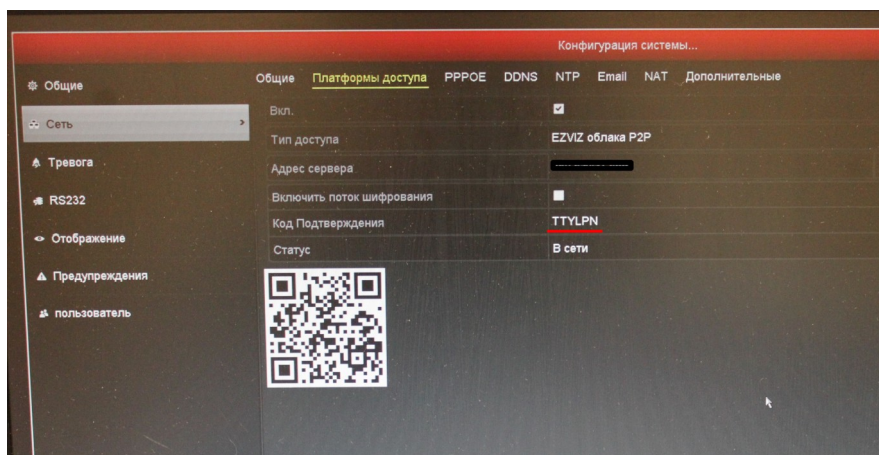 Конфигурация системы...
Общие
Сеть >
Тревога
RS232
Отображение
Предупреждения
пользователь
Общие Платформы доступа PPPOE DDNS NTP Email NAT Дополнительные
Вкл.
Тип доступа EZVIZ облака P2P
Адрес сервера
Включить поток шифрования
Код Подтверждения TTYLPN
Статус В сети